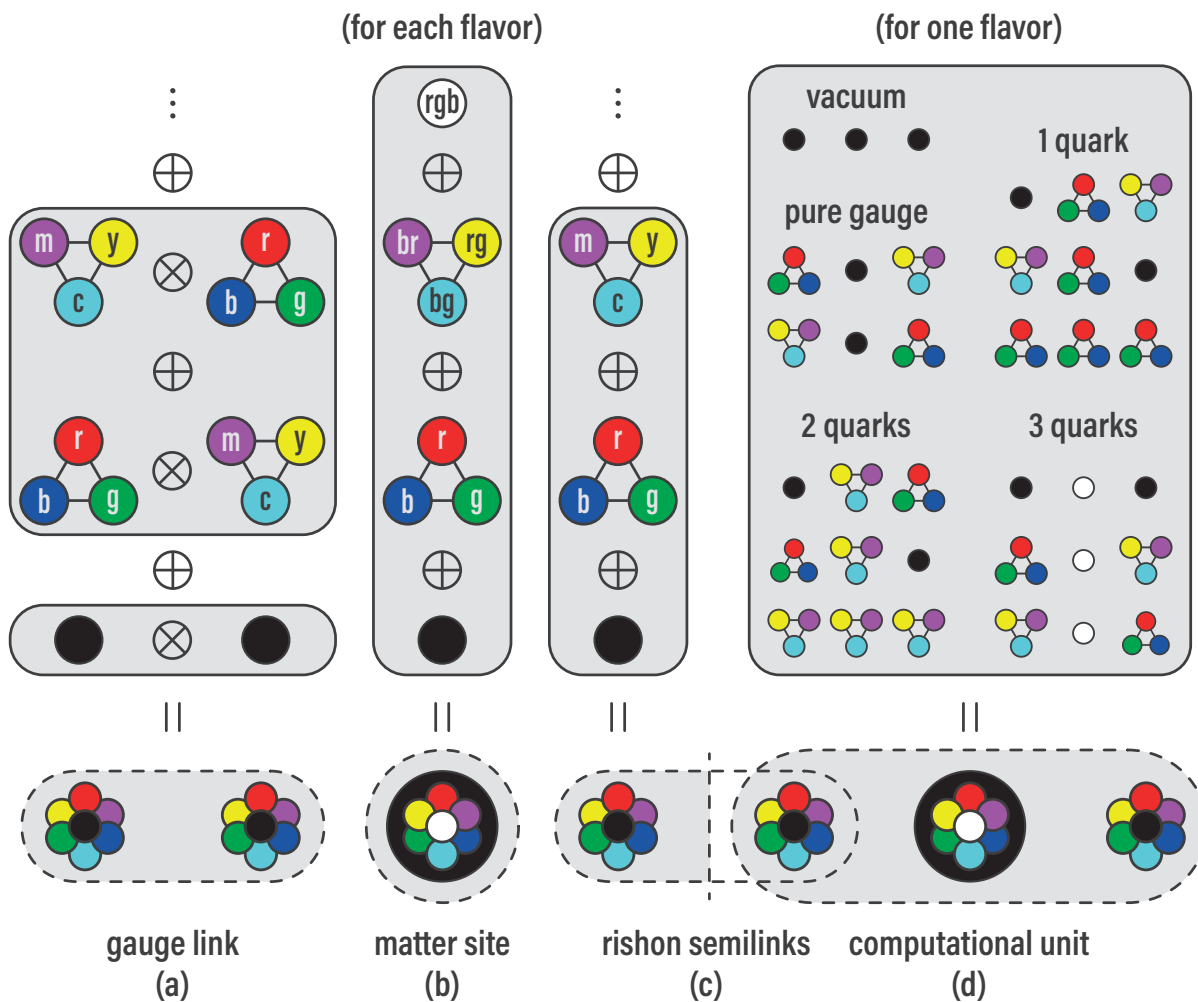 (for each flavor)
(for one flavor)
⋮
rgb
⋮
vacuum
1 quark
pure gauge
m y r
c b g
br rg
bg
m y
c
r m y
b g c
r
b g
r
b g
2 quarks
3 quarks
gauge link
(a)
matter site
(b)
rishon semilinks
(c)
computational unit
(d)